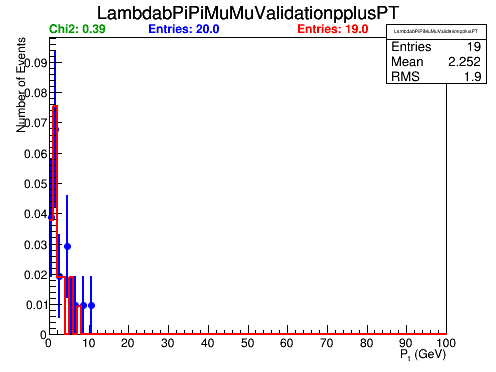 LambdabPiPiMuMuValidationpplusPT
Chi2: 0.39 Entries: 20.0 Entries: 19.0
LambdabPiPiMuMuValidationpplusPT
Entries 19
Mean 2.252
RMS 1.9
Number of Events
0.09
0.08
0.07
0.06
0.05
0.04
0.03
0.02
0.01
0
0 10 20 30 40 50 60 70 80 90 100
Pt (GeV)